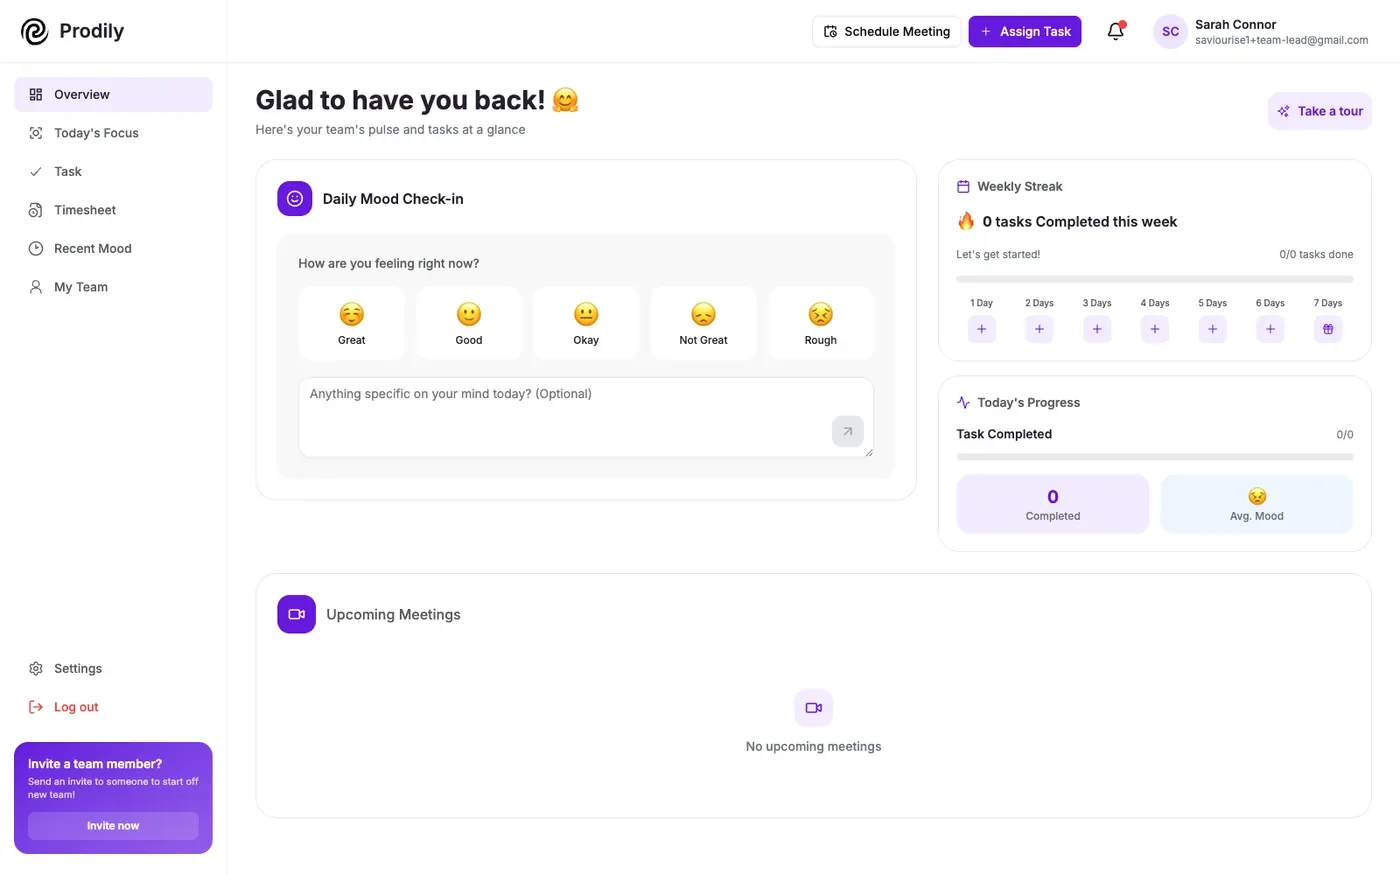 Prodily
Schedule Meeting
Assign Task
SC
Sarah Connor
saviourise1+team-lead@gmail.com
Overview
Today's Focus
Task
Timesheet
Recent Mood
My Team
Settings
Log out
Invite a team member?
Send an invite to someone to start off
new team!
Invite now
Glad to have you back! 🤗
Here's your team's pulse and tasks at a glance
Take a tour
Daily Mood Check-in
How are you feeling right now?
Great
Good
Okay
Not Great
Rough
Anything specific on your mind today? (Optional)
Weekly Streak
🔥 0 tasks Completed this week
Let's get started!
0/0 tasks done
1 Day
2 Days
3 Days
4 Days
5 Days
6 Days
7 Days
Today's Progress
Task Completed
0/0
0
Completed
Avg. Mood
Upcoming Meetings
No upcoming meetings